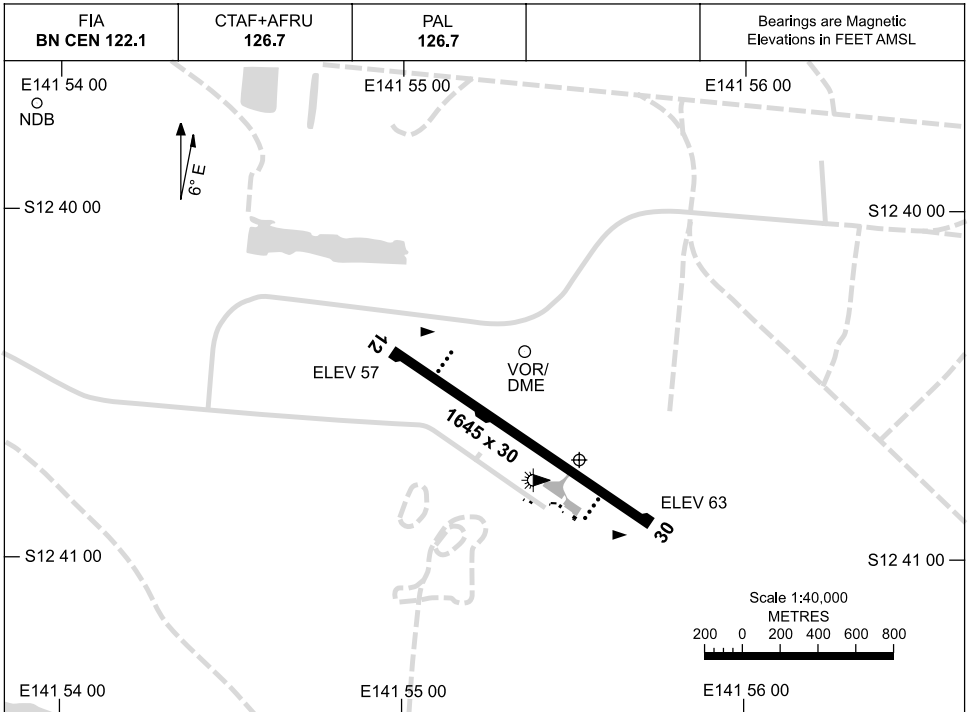 FIA
BN CEN 122.1
CTAF+AFRU
126.7
PAL
126.7
Bearings are Magnetic
Elevations in FEET AMSL
E141 54 00
E141 55 00
E141 56 00
NDB
6° E
S12 40 00
S12 40 00
12
ELEV 57
VOR/
DME
1645 x 30
ELEV 63
30
S12 41 00
S12 41 00
Scale 1:40,000
METRES
200 0 200 400 600 800
E141 54 00
E141 55 00
E141 56 00